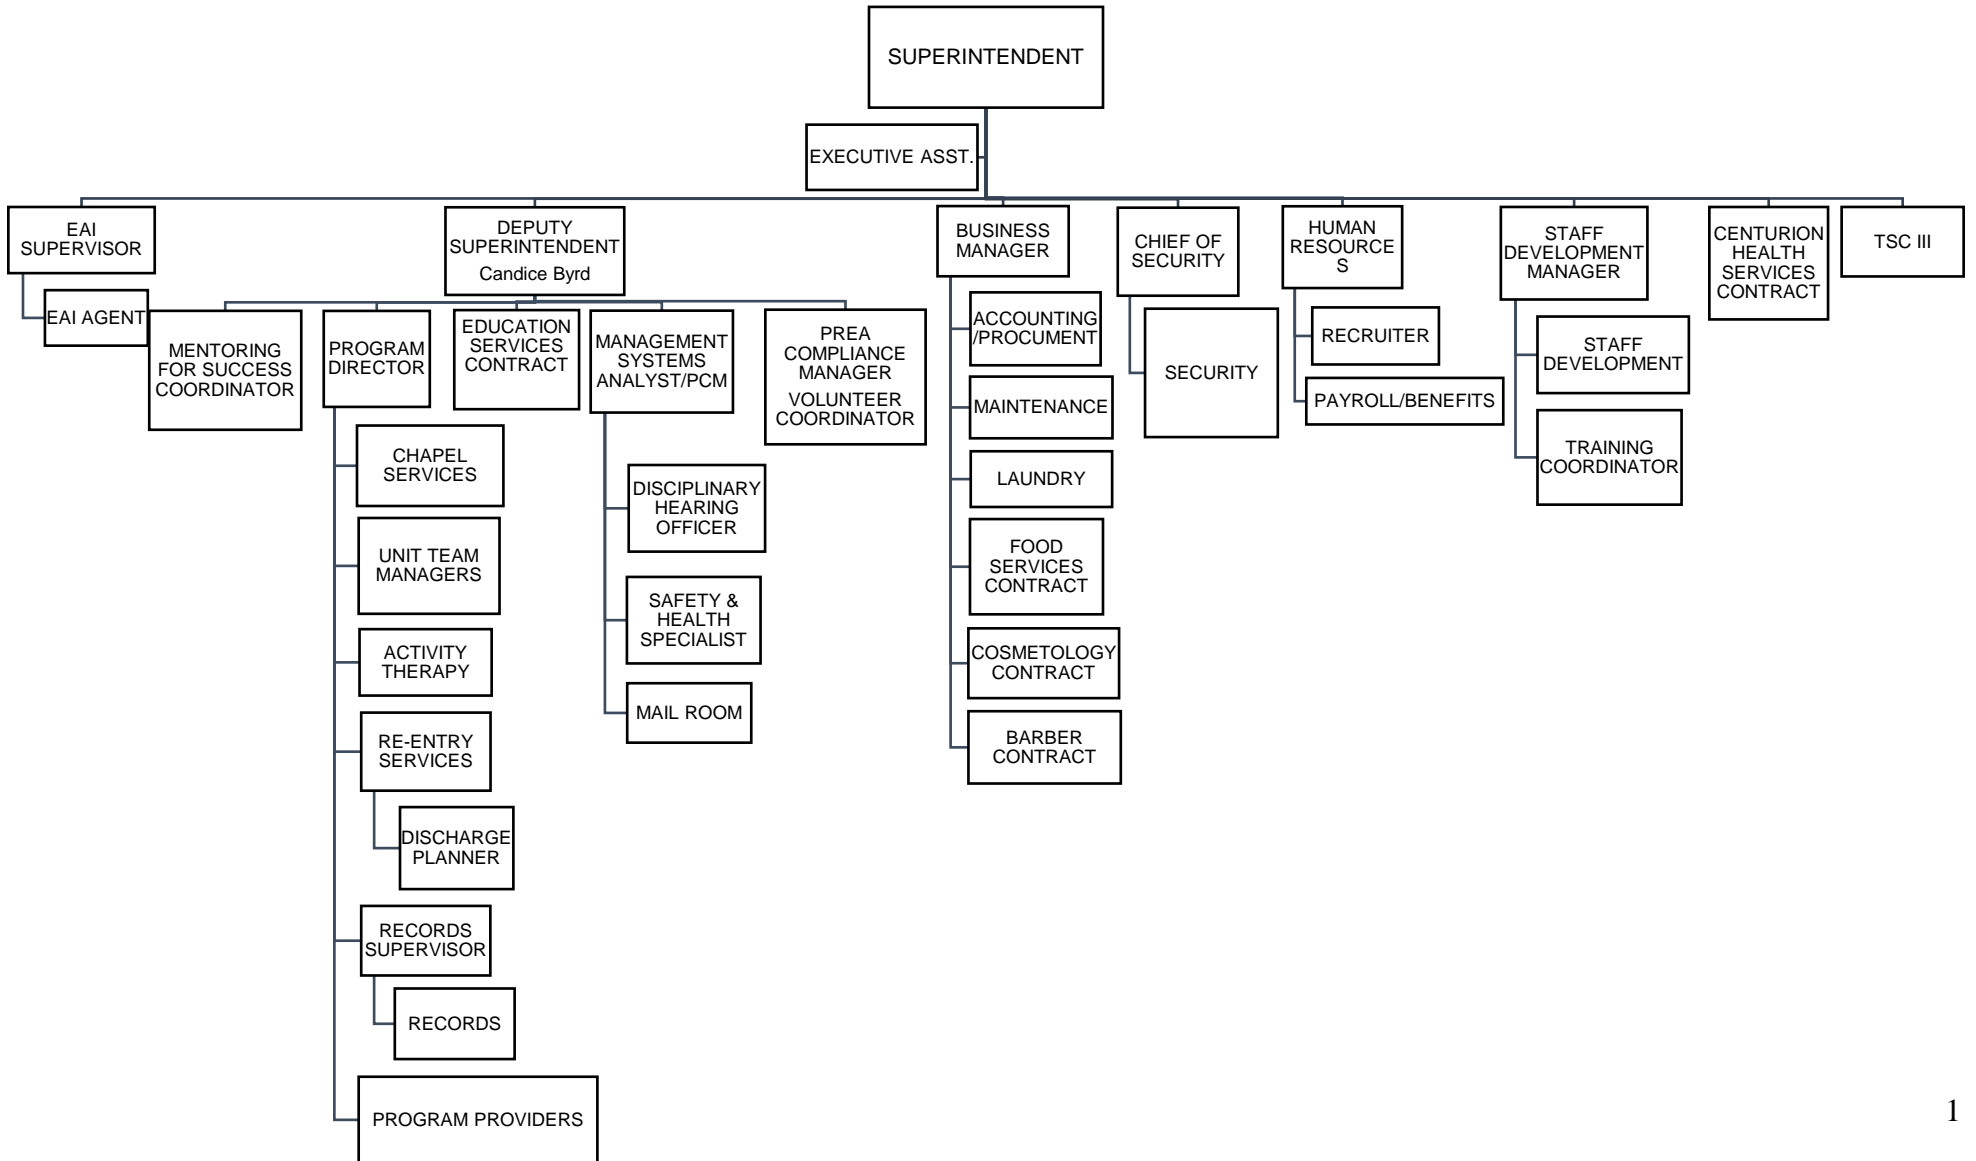 SUPERINTENDENT
EXECUTIVE ASST.
EAI
SUPERVISOR
EAI AGENT
DEPUTY
SUPERINTENDENT
Candice Byrd
MENTORING
FOR SUCCESS
COORDINATOR
PROGRAM
DIRECTOR
CHAPEL
SERVICES
UNIT TEAM
MANAGERS
ACTIVITY
THERAPY
RE-ENTRY
SERVICES
DISCHARGE
PLANNER
RECORDS
SUPERVISOR
RECORDS
PROGRAM PROVIDERS
EDUCATION
SERVICES
CONTRACT
MANAGEMENT
SYSTEMS
ANALYST/PCM
DISCIPLINARY
HEARING
OFFICER
SAFETY &
HEALTH
SPECIALIST
MAIL ROOM
PREA
COMPLIANCE
MANAGER
VOLUNTEER
COORDINATOR
BUSINESS
MANAGER
ACCOUNTING
/PROCUMENT
MAINTENANCE
LAUNDRY
FOOD
SERVICES
CONTRACT
COSMETOLOGY
CONTRACT
BARBER
CONTRACT
CHIEF OF
SECURITY
SECURITY
HUMAN
RESOURCE
S
RECRUITER
PAYROLL/BENEFITS
STAFF
DEVELOPMENT
MANAGER
STAFF
DEVELOPMENT
TRAINING
COORDINATOR
CENTURION
HEALTH
SERVICES
CONTRACT
TSC III
1